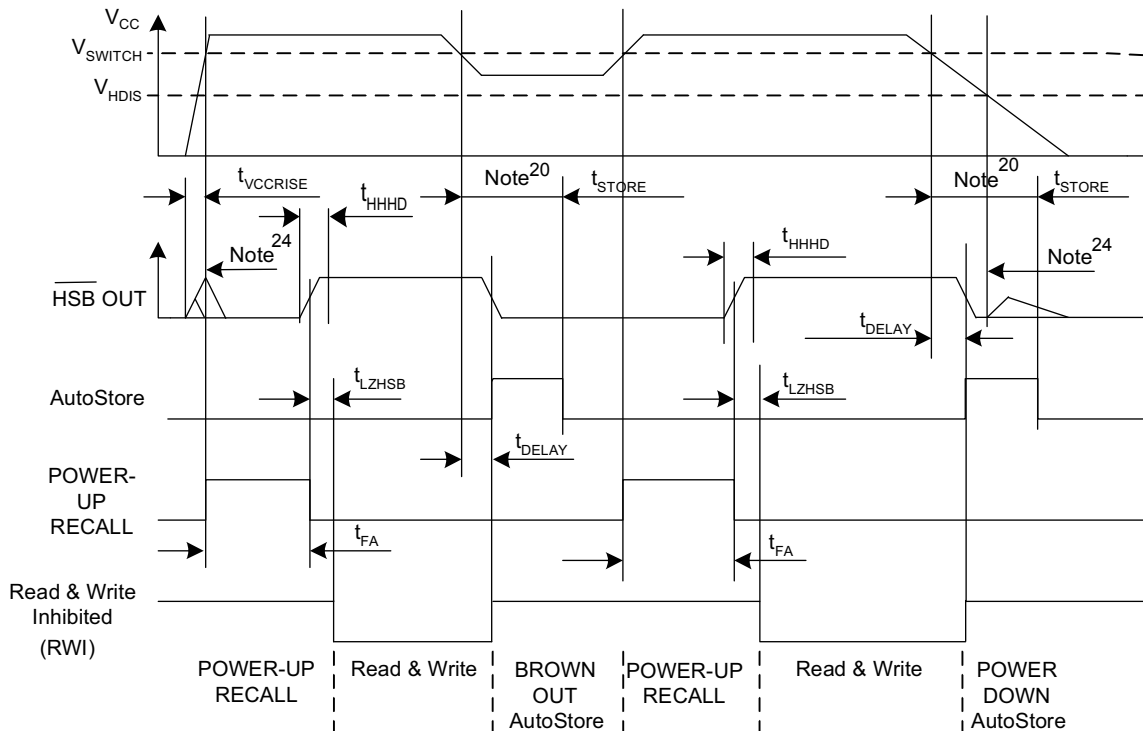 VCC
VSWITCH
VHDIS
tVCCRISE
Note20
tSTORE
Note20
tSTORE
tHHHD
Note24
tHHHD
Note24
HSB OUT
tDELAY
tLZHSB
tLZHSB
AutoStore
tDELAY
POWER-
UP
RECALL
tFA
tFA
Read & Write
Inhibited
(RWI)
POWER-UP
RECALL
Read & Write
BROWN
OUT
AutoStore
POWER-UP
RECALL
Read & Write
POWER
DOWN
AutoStore